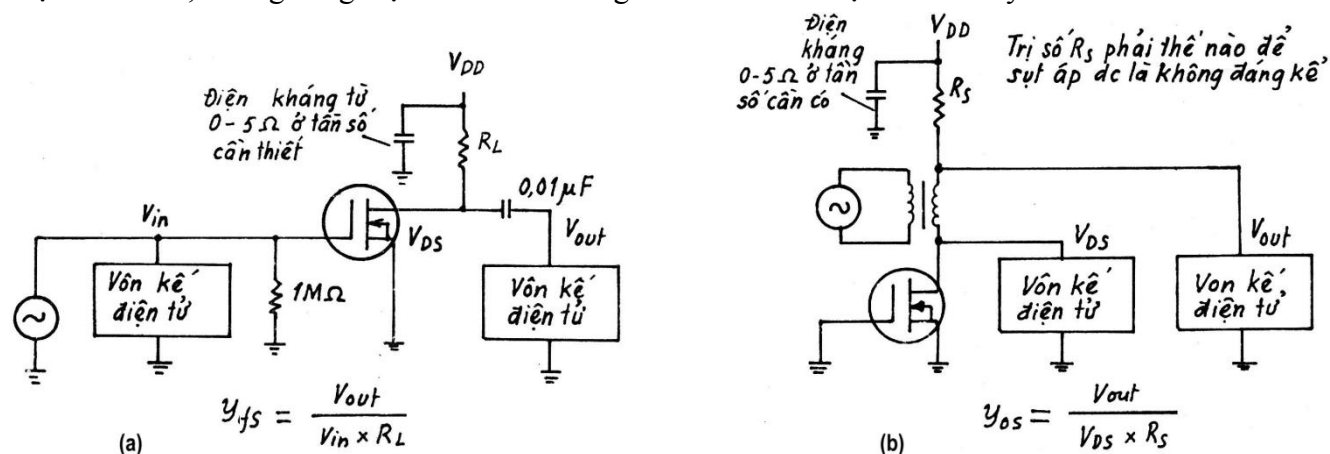 V_DD
Điện kháng từ
0-5Ω ở tần số
cần thiết
R_L
0,01µF
V_in
V_DS
V_out
Vôn kế
điện tử
1MΩ
Vôn kế
điện tử
y_fs = V_out / V_in × R_L
(a)
Điện
kháng
0-5Ω ở tần
số cần có
V_DD
R_S
Trị số R_S phải thế nào để
sụt áp dc là không đáng kể
V_DS
V_out
Vôn kế
điện tử
Von kế,
điện tử
y_os = V_out / V_DS × R_S
(b)